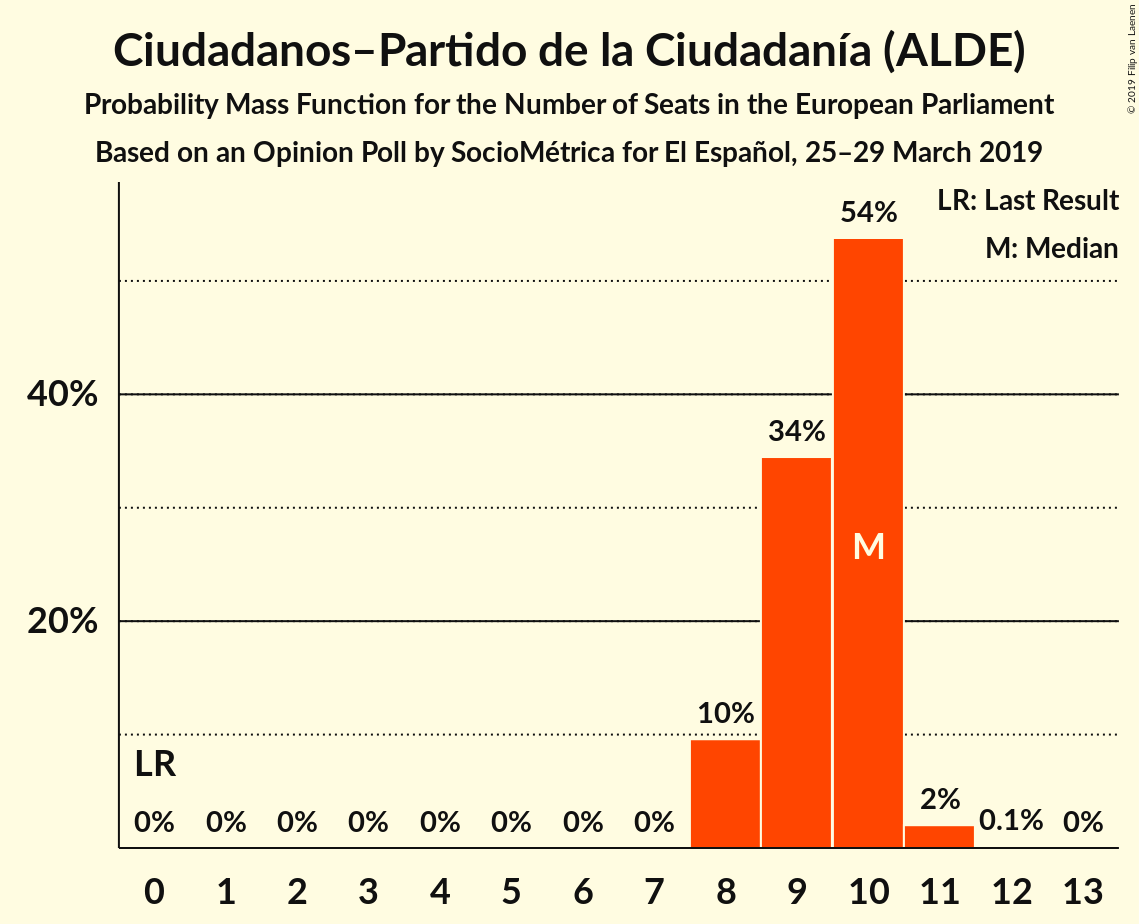 Ciudadanos–Partido de la Ciudadanía (ALDE)
Probability Mass Function for the Number of Seats in the European Parliament
Based on an Opinion Poll by SocioMétrica for El Español, 25–29 March 2019
© 2019 Filip van Laenen
LR: Last Result
M: Median
54%
40%
34%
M
20%
10%
LR
2%
0% 0% 0% 0% 0% 0% 0% 0% 0.1% 0%
0 1 2 3 4 5 6 7 8 9 10 11 12 13